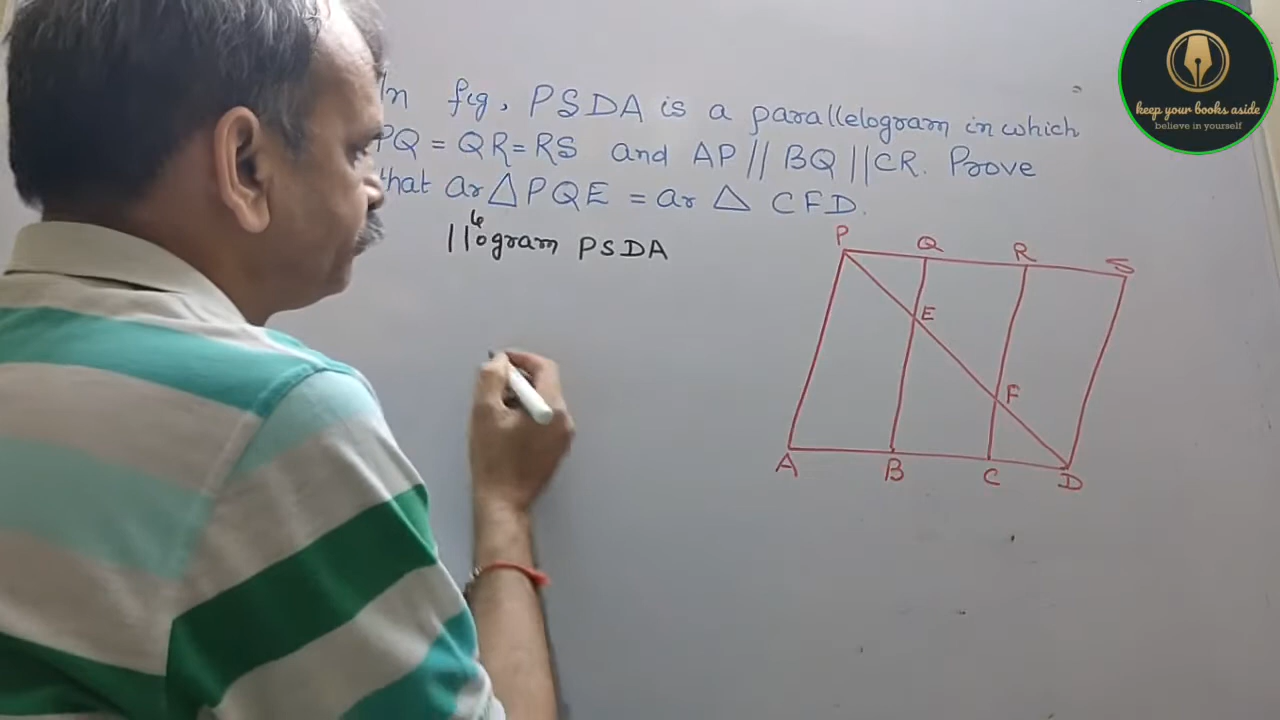 In fig, PSDA is a parallelogram in which
PQ = QR = RS and AP // BQ // CR. Prove
that ar △ PQE = ar △ CFD.
||gram PSDA
P Q R S
E
F
A B C D
keep your books aside
believe in yourself